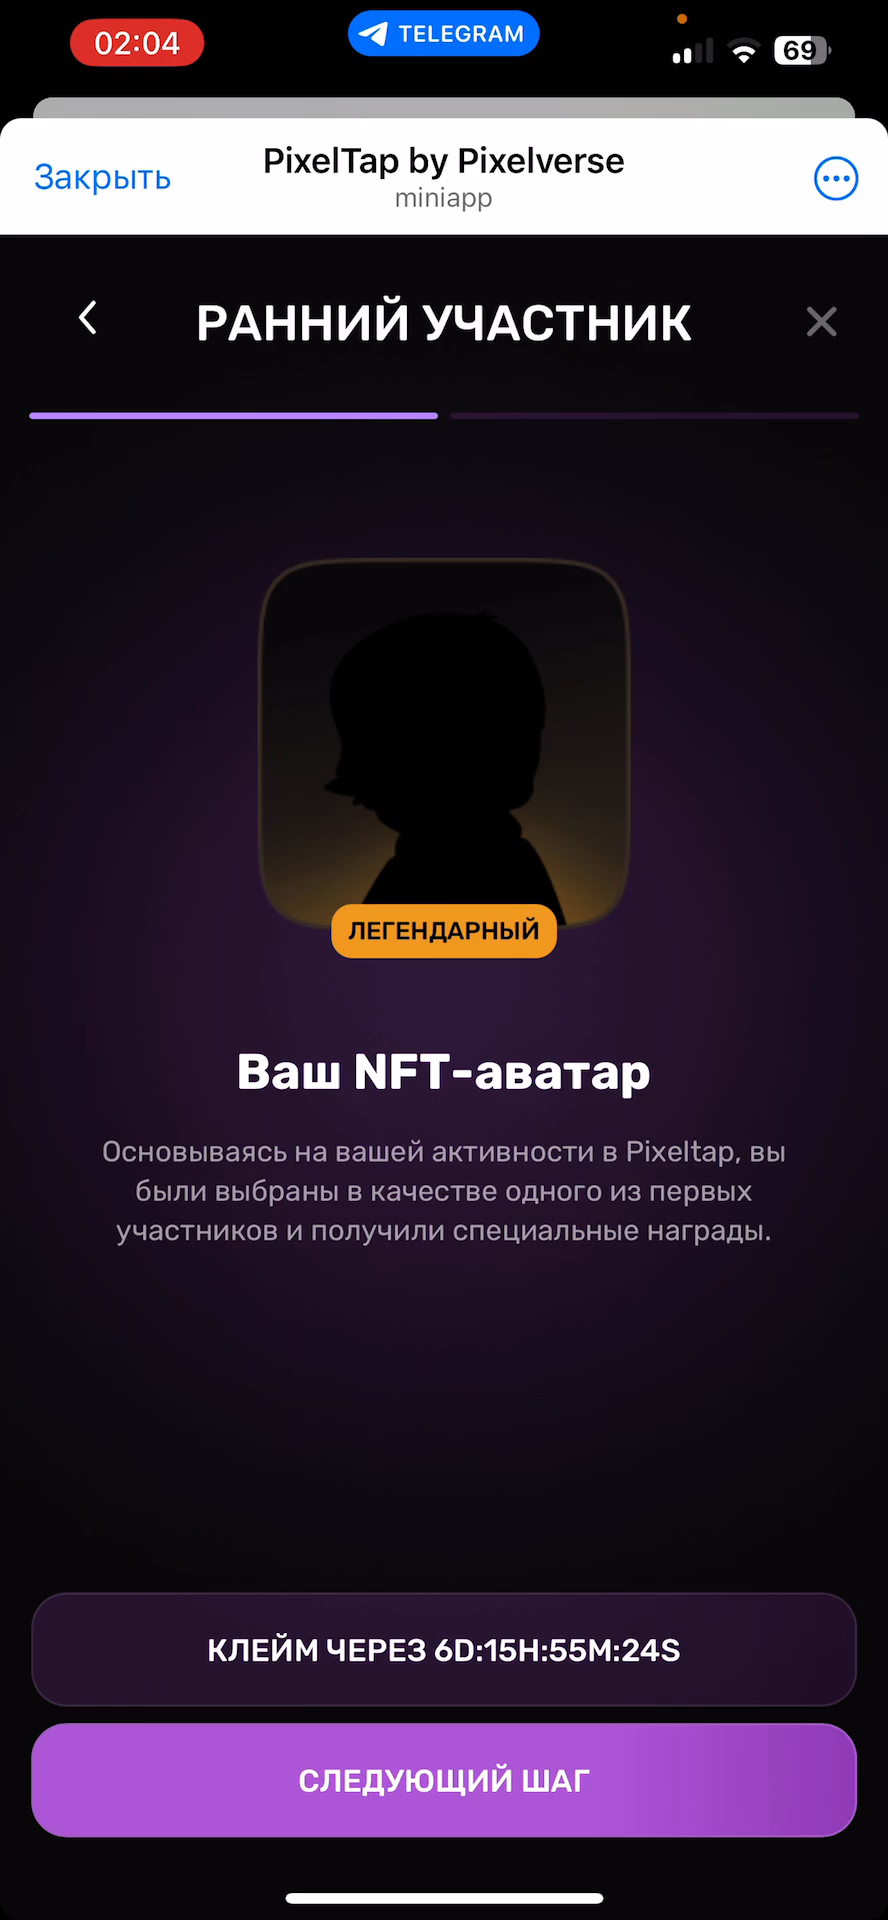 02:04
TELEGRAM
69
Закрыть
PixelTap by Pixelverse
miniapp
РАННИЙ УЧАСТНИК
ЛЕГЕНДАРНЫЙ
Ваш NFT-аватар
Основываясь на вашей активности в Pixeltap, вы
были выбраны в качестве одного из первых
участников и получили специальные награды.
КЛЕЙМ ЧЕРЕЗ 6D:15H:55M:24S
СЛЕДУЮЩИЙ ШАГ